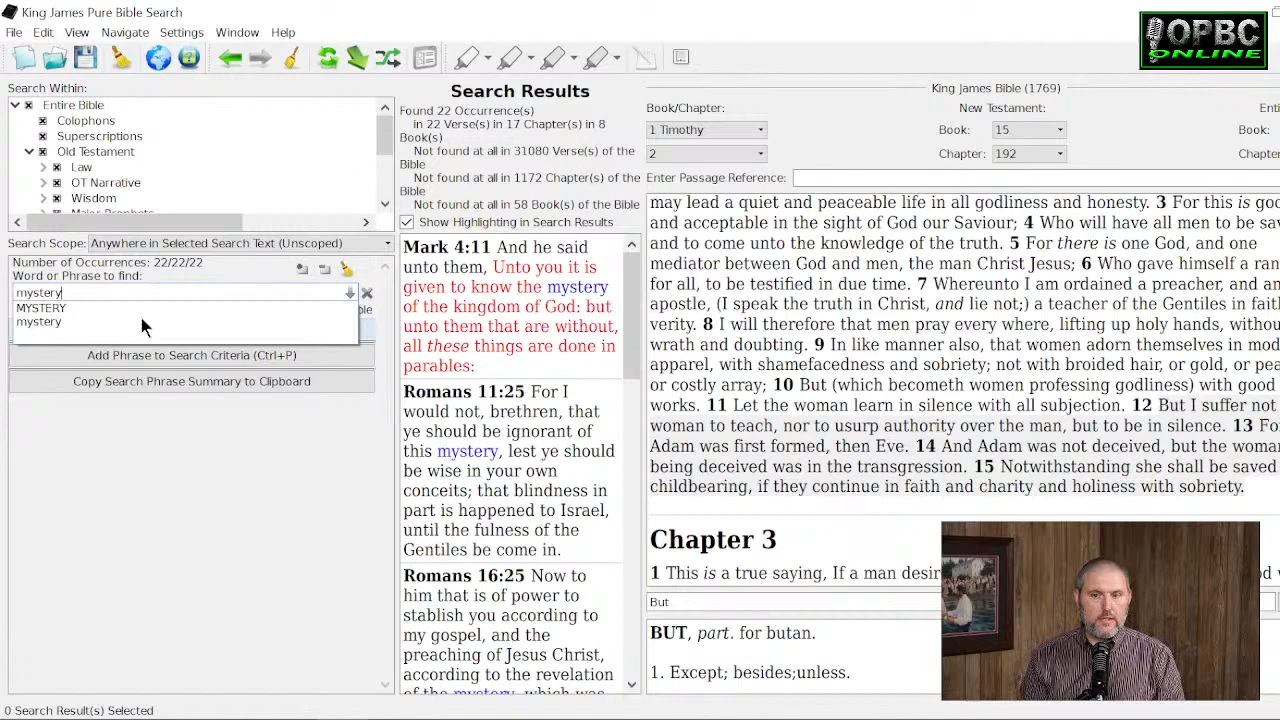 King James Pure Bible Search
OPBC
ONLINE
File Edit View Navigate Settings Window Help
Search Within:
Entire Bible
Colophons
Superscriptions
Old Testament
Law
OT Narrative
Wisdom
Major Prophets
Search Scope: Anywhere in Selected Search Text (Unscoped)
Number of Occurrences: 22/22/22
Word or Phrase to find:
mystery
MYSTERY
mystery
Add Phrase to Search Criteria (Ctrl+P)
Copy Search Phrase Summary to Clipboard
Search Results
Found 22 Occurrence(s)
in 22 Verse(s) in 17 Chapter(s) in 8
Book(s)
Not found at all in 31080 Verse(s) of the
Bible
Not found at all in 1172 Chapter(s) of the
Bible
Not found at all in 58 Book(s) of the Bible
Show Highlighting in Search Results
Mark 4:11 And he said
unto them, Unto you it is
given to know the mystery
of the kingdom of God: but
unto them that are without,
all these things are done in
parables:
Romans 11:25 For I
would not, brethren, that
ye should be ignorant of
this mystery, lest ye should
be wise in your own
conceits; that blindness in
part is happened to Israel,
until the fulness of the
Gentiles be come in.
Romans 16:25 Now to
him that is of power to
stablish you according to
my gospel, and the
preaching of Jesus Christ,
according to the revelation
of the mystery, which was
King James Bible (1769)
Book/Chapter: New Testament:
1 Timothy Book: 15 Book:
2 Chapter: 192 Chapte
Enter Passage Reference:
may lead a quiet and peaceable life in all godliness and honesty. 3 For this is
and acceptable in the sight of God our Saviour; 4 Who will have all men to be
and to come unto the knowledge of the truth. 5 For there is one God, and one
mediator between God and men, the man Christ Jesus; 6 Who gave himself a
for all, to be testified in due time. 7 Whereunto I am ordained a preacher, and
apostle, (I speak the truth in Christ, and lie not;) a teacher of the Gentiles in
verity. 8 I will therefore that men pray every where, lifting up holy hands,
wrath and doubting. 9 In like manner also, that women adorn themselves in
apparel, with shamefacedness and sobriety; not with broided hair, or gold, or
or costly array; 10 But (which becometh women professing godliness) with good
works. 11 Let the woman learn in silence with all subjection. 12 But I suffer not
woman to teach, nor to usurp authority over the man, but to be in silence. 13
Adam was first formed, then Eve. 14 And Adam was not deceived, but the
being deceived was in the transgression. 15 Notwithstanding she shall be saved
childbearing, if they continue in faith and charity and holiness with sobriety.
Chapter 3
1 This is a true saying, If a man
But
BUT, part. for butan.
1. Except; besides;unless.
0 Search Result(s) Selected